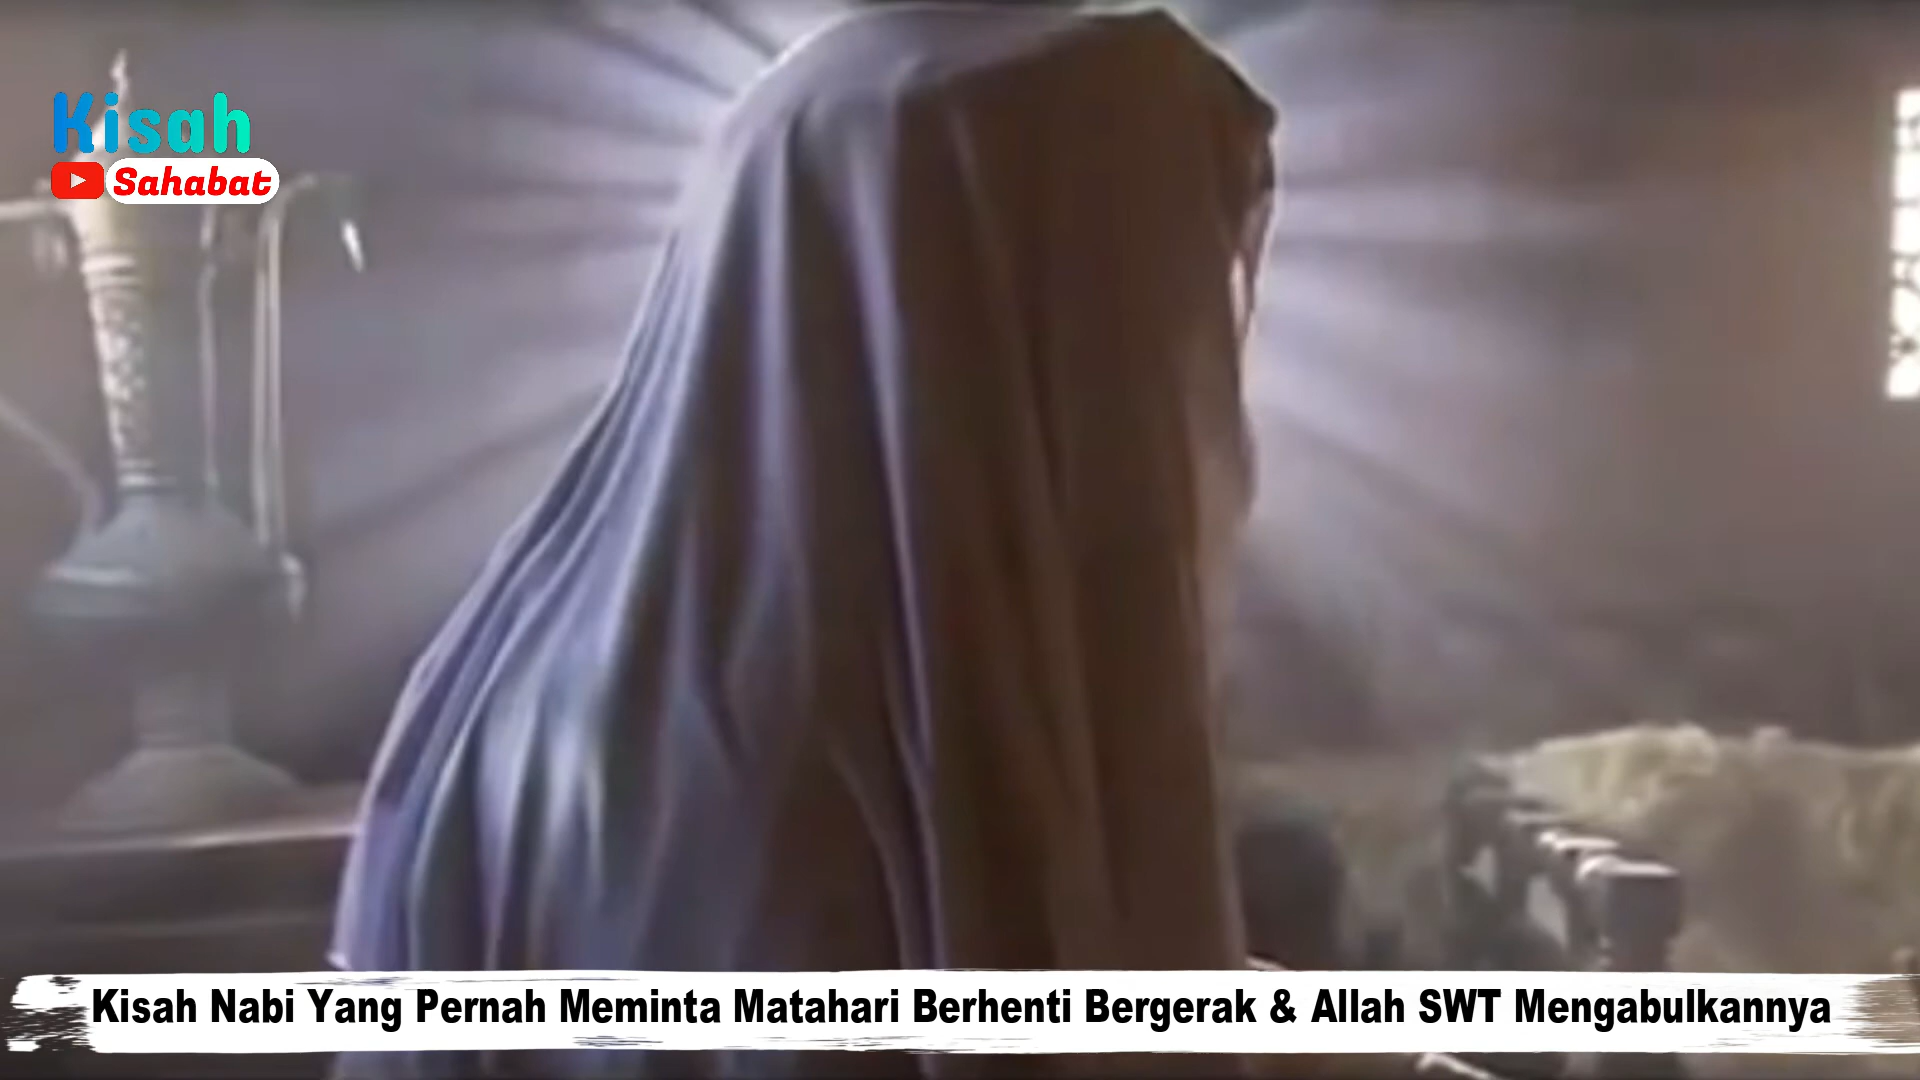 Kisah
Sahabat
Kisah Nabi Yang Pernah Meminta Matahari Berhenti Bergerak & Allah SWT Mengabulkannya